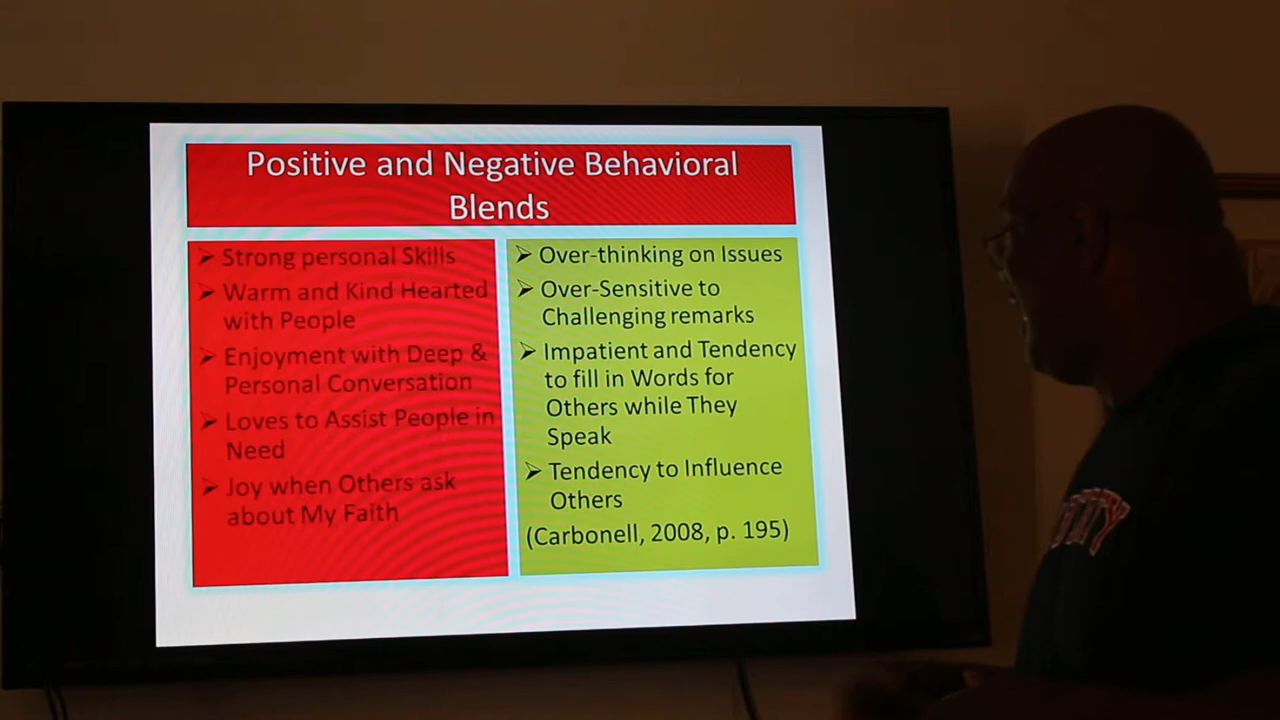 Positive and Negative Behavioral
Blends
➢ Strong personal Skills
➢ Warm and Kind Hearted
with People
➢ Enjoyment with Deep &
Personal Conversation
➢ Loves to Assist People in
Need
➢ Joy when Others ask
about My Faith
➢ Over-thinking on Issues
➢ Over-Sensitive to
Challenging remarks
➢ Impatient and Tendency
to fill in Words for
Others while They
Speak
➢ Tendency to Influence
Others
(Carbonell, 2008, p. 195)